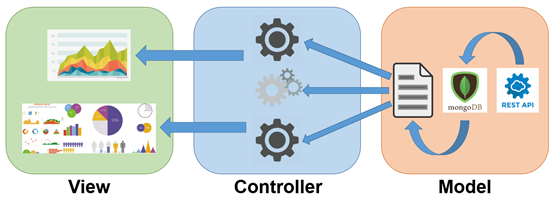 mongoDB
REST API
View
Controller
Model